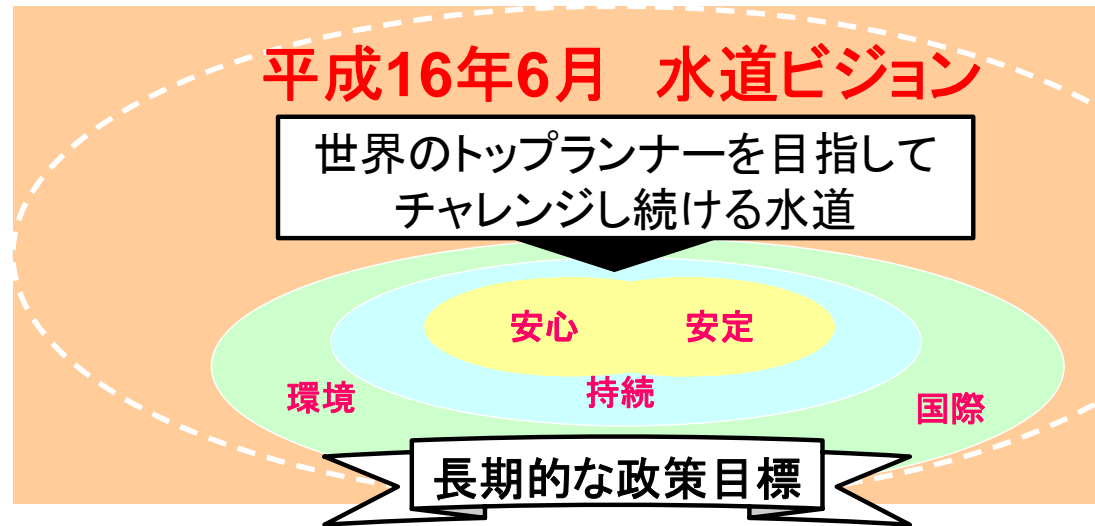 平成16年6月　水道ビジョン
世界のトップランナーを目指して
チャレンジし続ける水道
安心　安定
持続
環境　国際
長期的な政策目標